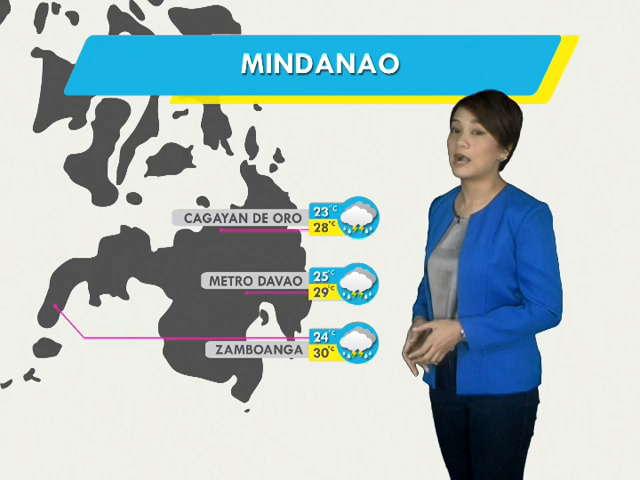 MINDANAO
CAGAYAN DE ORO
23°C
28°C
METRO DAVAO
25°C
29°C
ZAMBOANGA
24°C
30°C